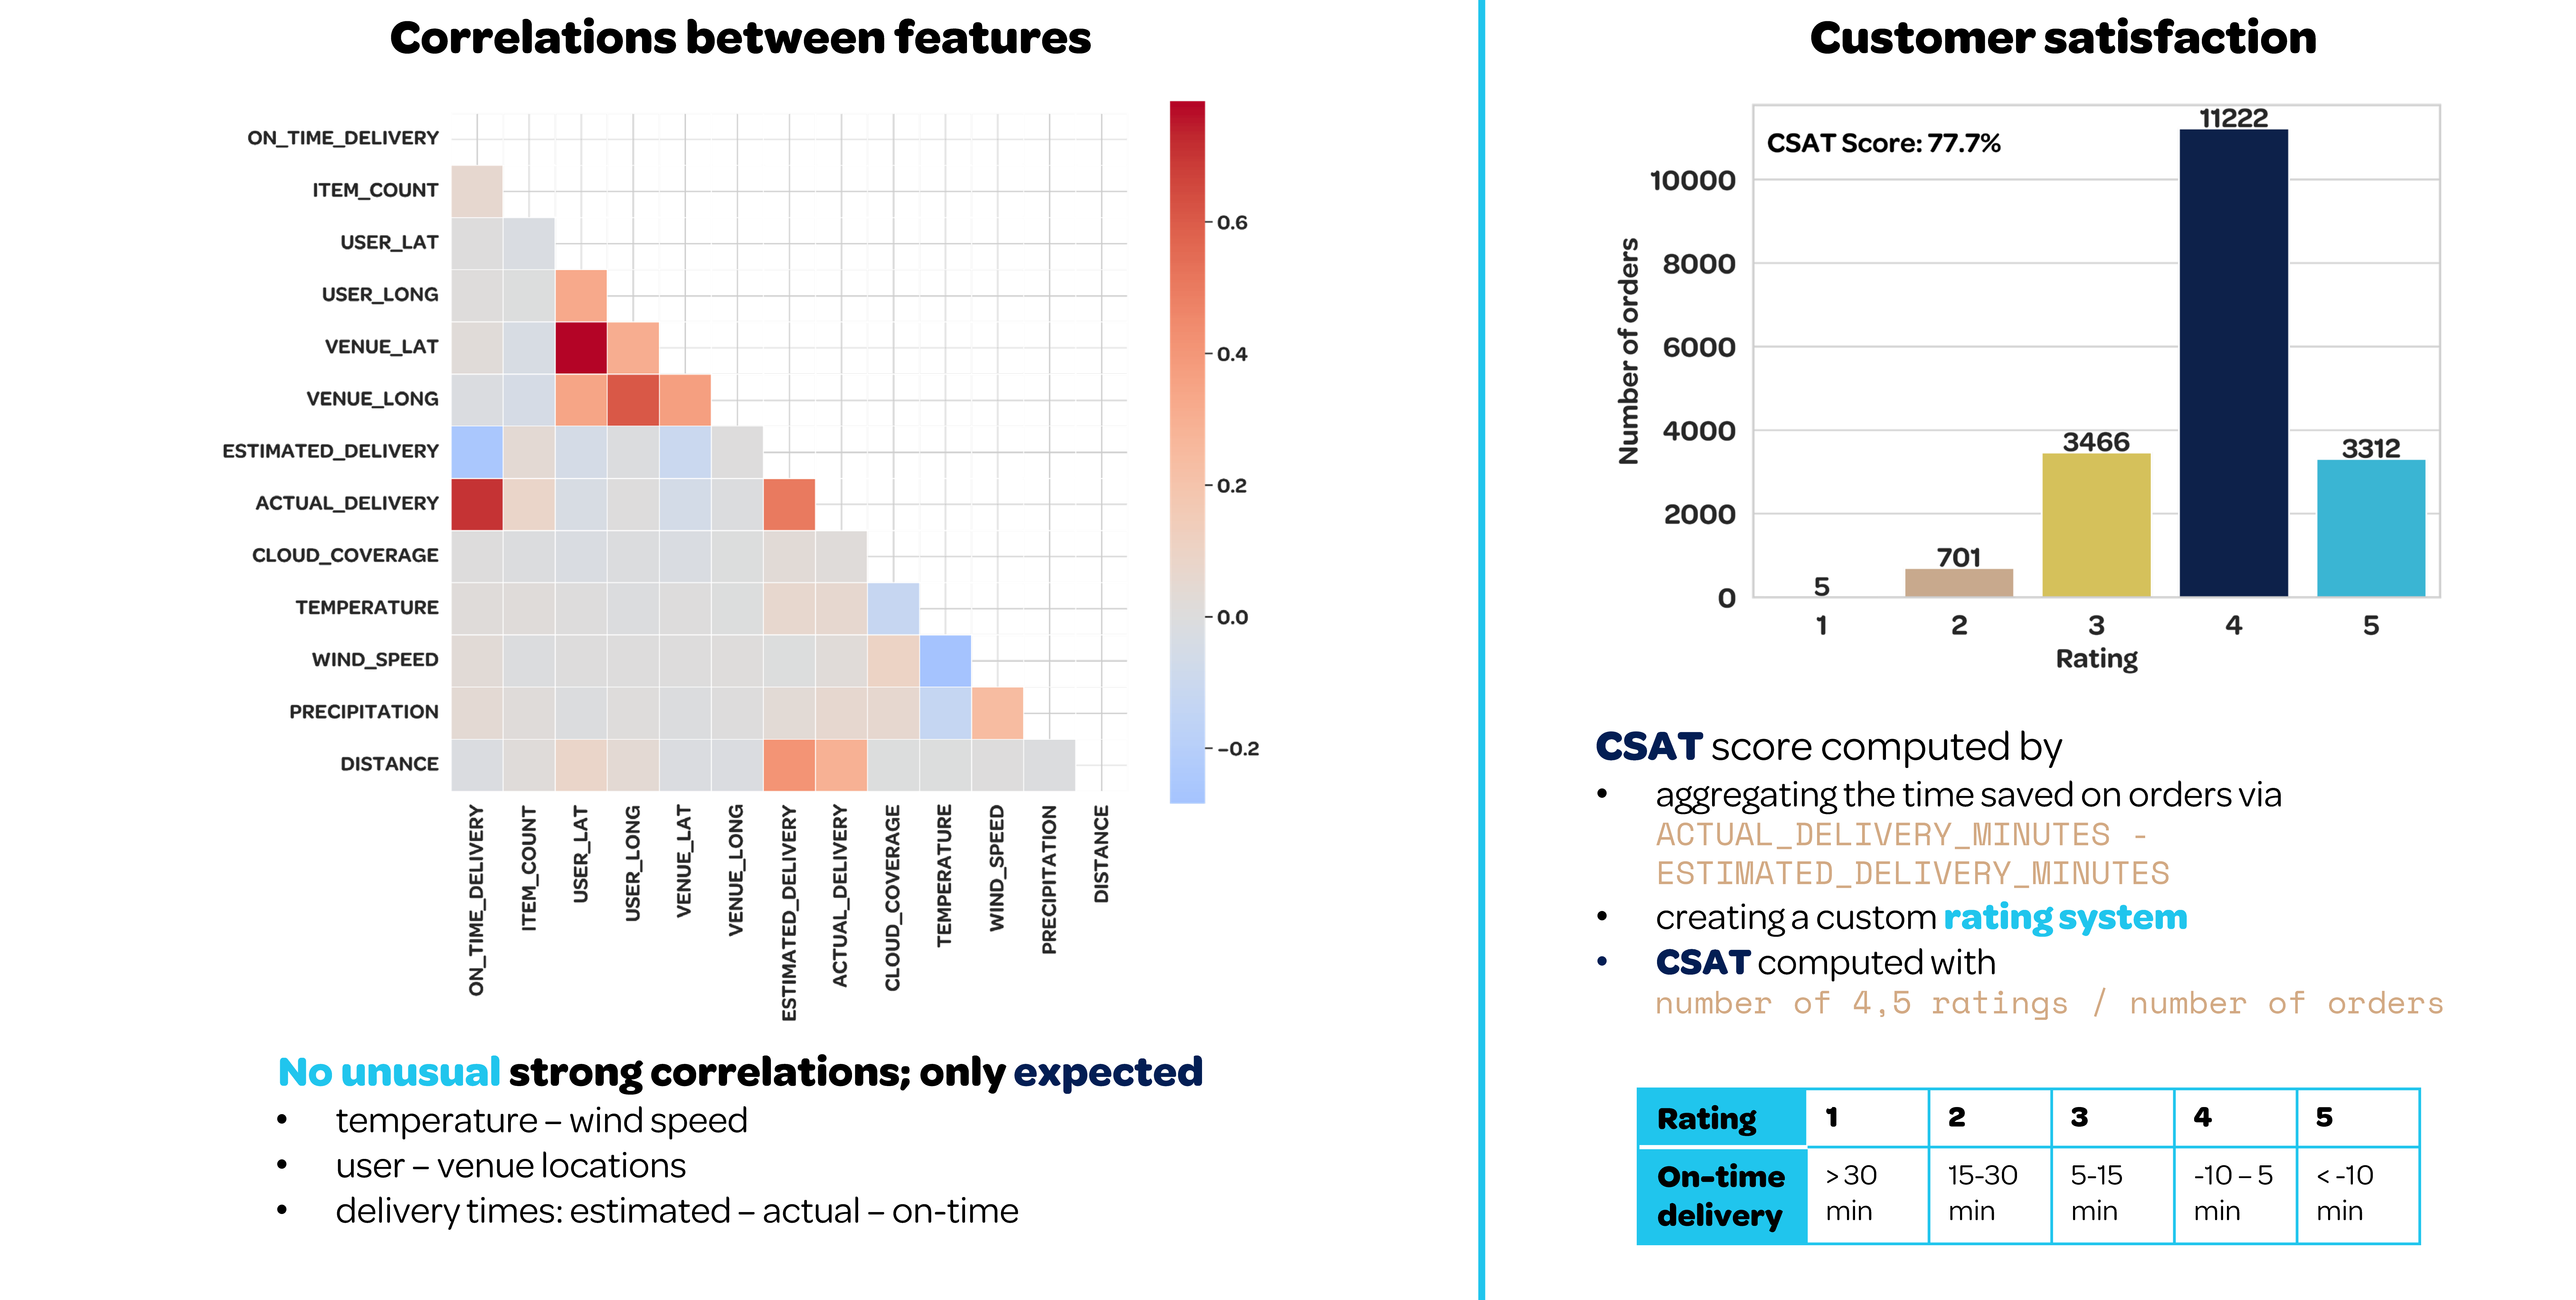 Correlations between features
ON_TIME_DELIVERY
ITEM_COUNT
USER_LAT
USER_LONG
VENUE_LAT
VENUE_LONG
ESTIMATED_DELIVERY
ACTUAL_DELIVERY
CLOUD_COVERAGE
TEMPERATURE
WIND_SPEED
PRECIPITATION
DISTANCE
ON_TIME_DELIVERY
ITEM_COUNT
USER_LAT
USER_LONG
VENUE_LAT
VENUE_LONG
ESTIMATED_DELIVERY
ACTUAL_DELIVERY
CLOUD_COVERAGE
TEMPERATURE
WIND_SPEED
PRECIPITATION
DISTANCE
0.6
0.4
0.2
0.0
−0.2
No unusual strong correlations; only expected
• temperature – wind speed
• user – venue locations
• delivery times: estimated – actual – on-time
Customer satisfaction
CSAT Score: 77.7%
Number of orders
10000
8000
6000
4000
2000
0
5
701
3466
11222
3312
1 2 3 4 5
Rating
CSAT score computed by
• aggregating the time saved on orders via
ACTUAL_DELIVERY_MINUTES -
ESTIMATED_DELIVERY_MINUTES
• creating a custom rating system
• CSAT computed with
number of 4,5 ratings / number of orders
Rating 1 2 3 4 5
On-time > 30 15-30 5-15 -10 – 5 < -10
delivery min min min min min